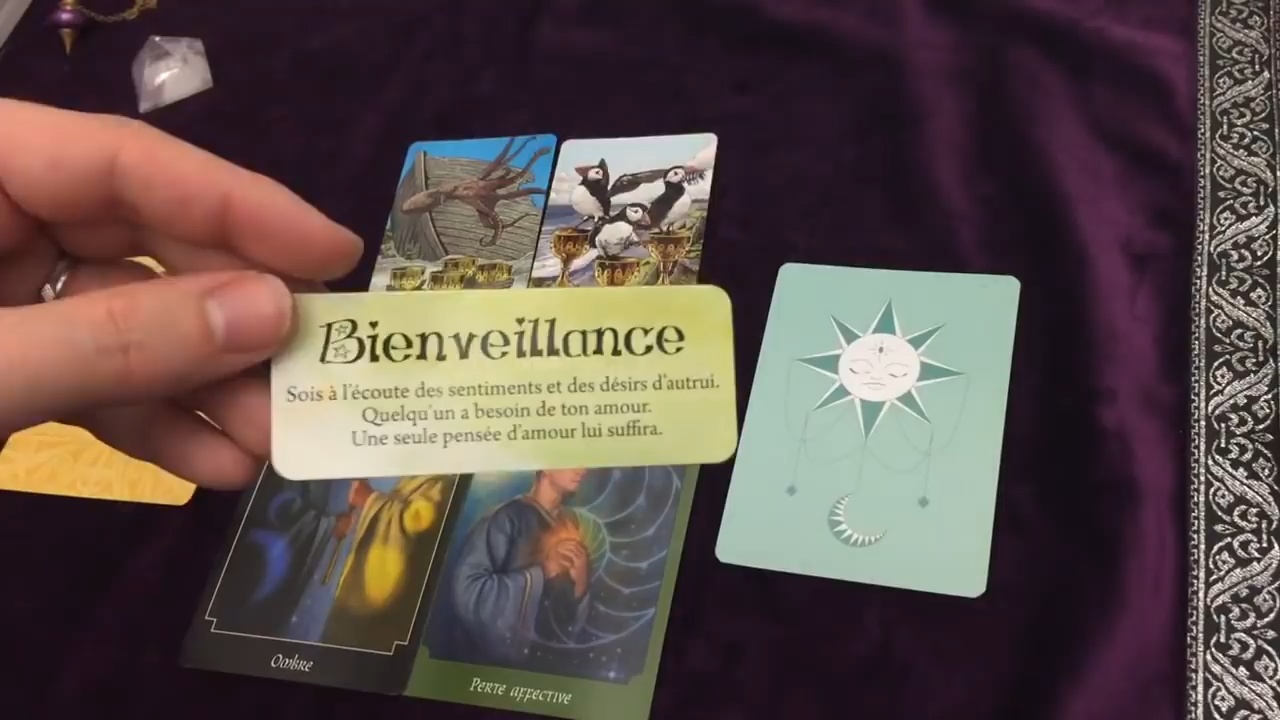 Bienveillance
Sois à l'écoute des sentiments et des désirs d'autrui.
Quelqu'un a besoin de ton amour.
Une seule pensée d'amour lui suffira.
Ombre
Perte affective